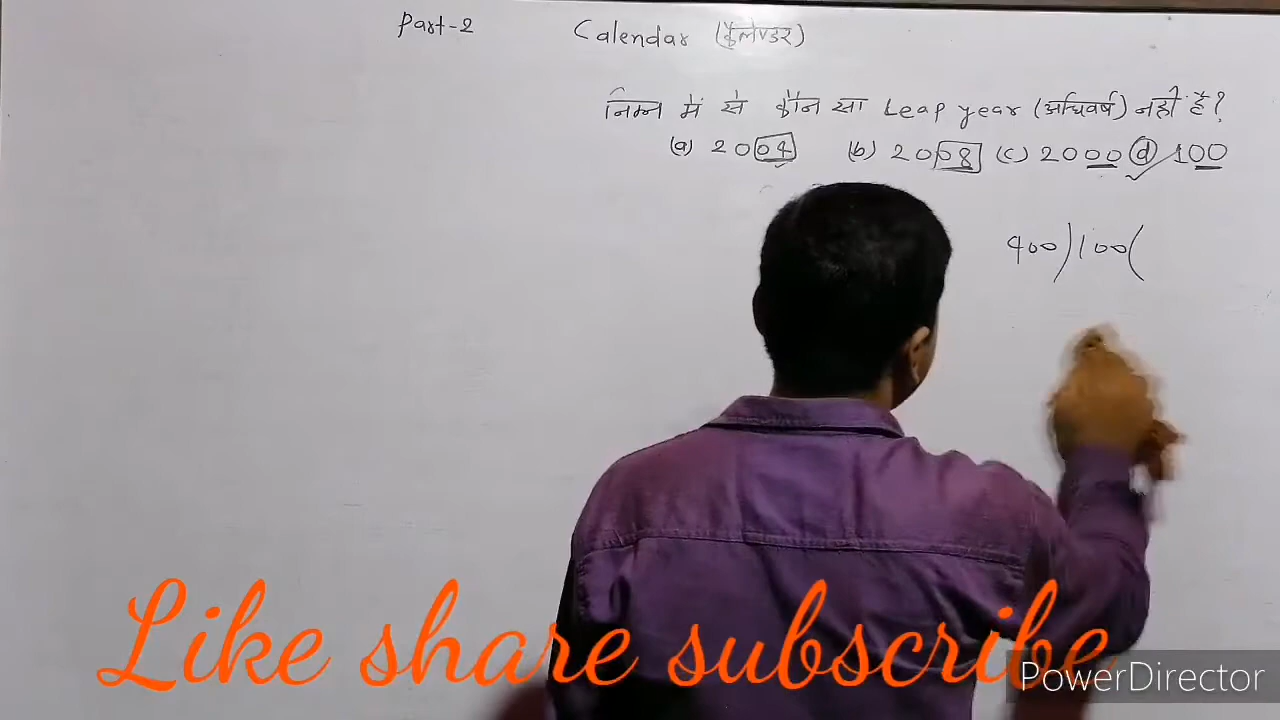 Part-2 Calendar (कैलेण्डर)
निम्न में से कौन सा Leap year (अधिवर्ष) नहीं है?
(a) 2004 (b) 2008 (c) 2000 (d) 100
400)100(
Like share subscribe
PowerDirector